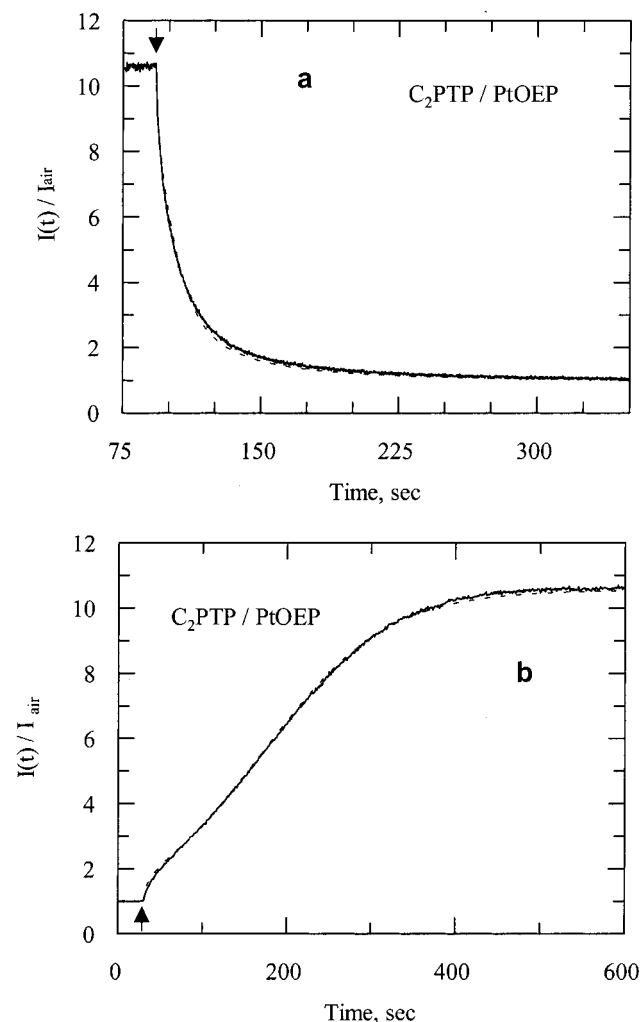 12
10
8
6
4
2
0
I(t) / Iair
a
C₂PTP / PtOEP
75 150 225 300
Time, sec
12
10
8
6
4
2
0
I(t) / I air
C₂PTP / PtOEP
b
0 200 400 600
Time, sec